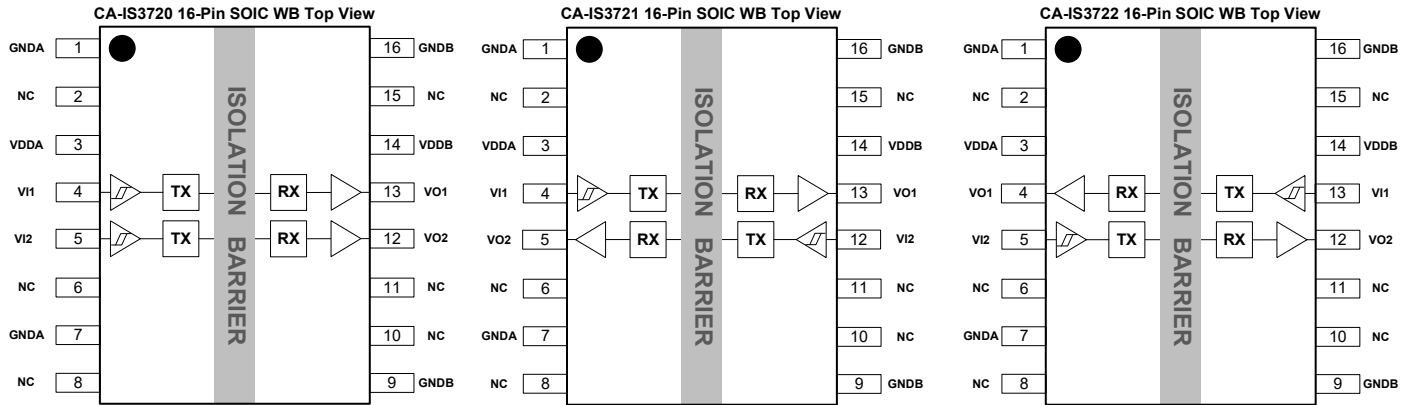 CA-IS3720 16-Pin SOIC WB Top View
GNDA 1 16 GNDB
NC 2 15 NC
VDDA 3 14 VDDB
VI1 4 TX RX 13 VO1
VI2 5 TX RX 12 VO2
NC 6 11 NC
GNDA 7 10 NC
NC 8 9 GNDB
ISOLATION BARRIER
CA-IS3721 16-Pin SOIC WB Top View
GNDA 1 16 GNDB
NC 2 15 NC
VDDA 3 14 VDDB
VI1 4 TX RX 13 VO1
VO2 5 RX TX 12 VI2
NC 6 11 NC
GNDA 7 10 NC
NC 8 9 GNDB
ISOLATION BARRIER
CA-IS3722 16-Pin SOIC WB Top View
GNDA 1 16 GNDB
NC 2 15 NC
VDDA 3 14 VDDB
VO1 4 RX TX 13 VI1
VI2 5 TX RX 12 VO2
NC 6 11 NC
GNDA 7 10 NC
NC 8 9 GNDB
ISOLATION BARRIER